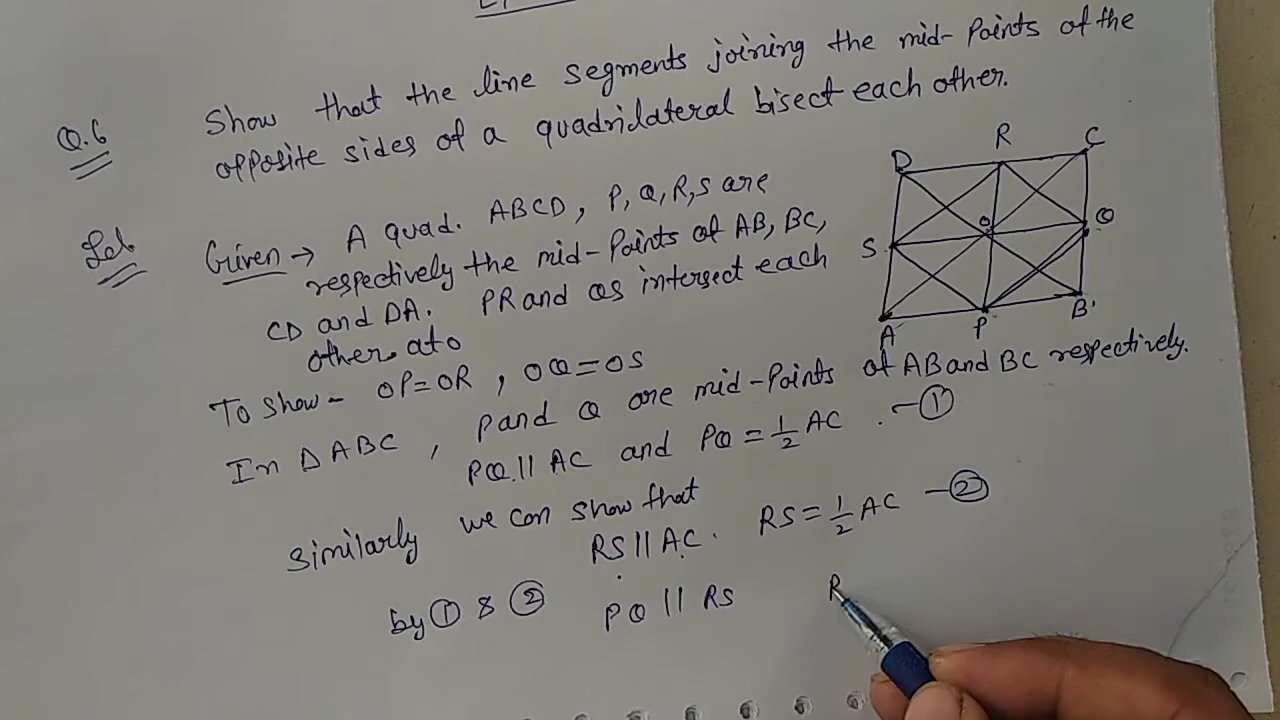 Q.6 Show that the line segments joining the mid-Points of the
opposite sides of a quadrilateral bisect each other.
Given → A quad. ABCD, P, Q, R, S are
respectively the mid-Points of AB, BC,
CD and DA. PR and QS intersect each
other at O
To show - OP=OR, OQ=OS
In Δ ABC, P and Q are mid-Points of AB and BC respectively.
PQ || AC and PQ = 1/2 AC. -①
Similarly we can show that
RS || AC. RS = 1/2 AC -②
by ① & ② PQ || RS
D R C
S O Q
A P B